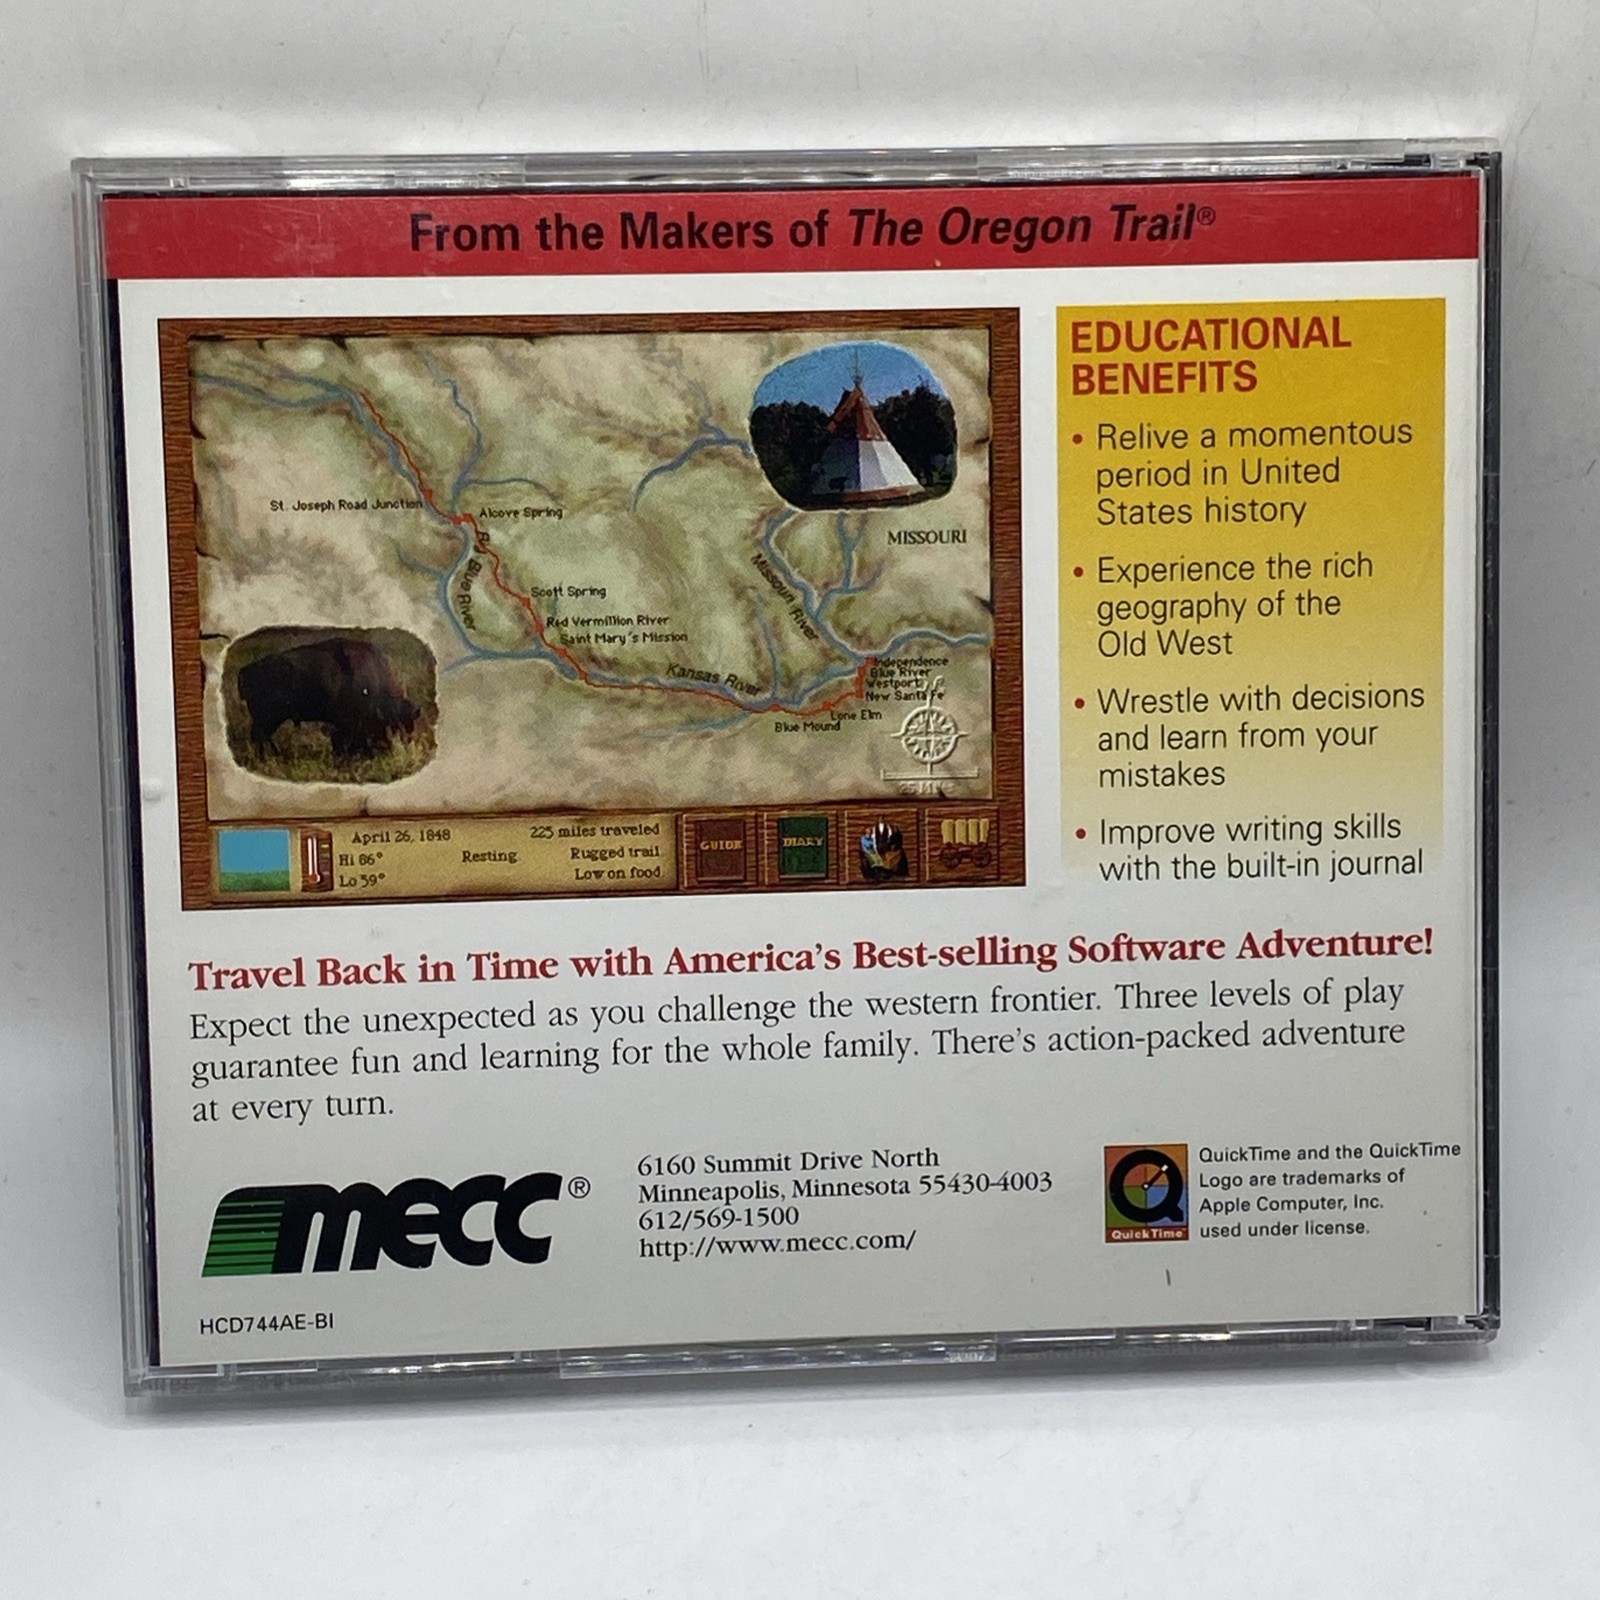 From the Makers of The Oregon Trail®
St. Joseph Road Junction
Alcove Spring
Big Blue River
Scott Spring
Red Vermillion River
Saint Mary's Mission
Kansas River
Missouri River
MISSOURI
Independence
Blue River
Westport
New Santa Fe
Lone Elm
Blue Mound
April 26, 1848
Hi 86°
Lo 59°
Resting
225 miles traveled
Rugged trail
Low on food
GUIDE
DIARY
EDUCATIONAL
BENEFITS
• Relive a momentous
period in United
States history
• Experience the rich
geography of the
Old West
• Wrestle with decisions
and learn from your
mistakes
• Improve writing skills
with the built-in journal
Travel Back in Time with America's Best-selling Software Adventure!
Expect the unexpected as you challenge the western frontier. Three levels of play
guarantee fun and learning for the whole family. There's action-packed adventure
at every turn.
mecc®
6160 Summit Drive North
Minneapolis, Minnesota 55430-4003
612/569-1500
http://www.mecc.com/
QuickTime
QuickTime and the QuickTime
Logo are trademarks of
Apple Computer, Inc.
used under license.
HCD744AE-BI